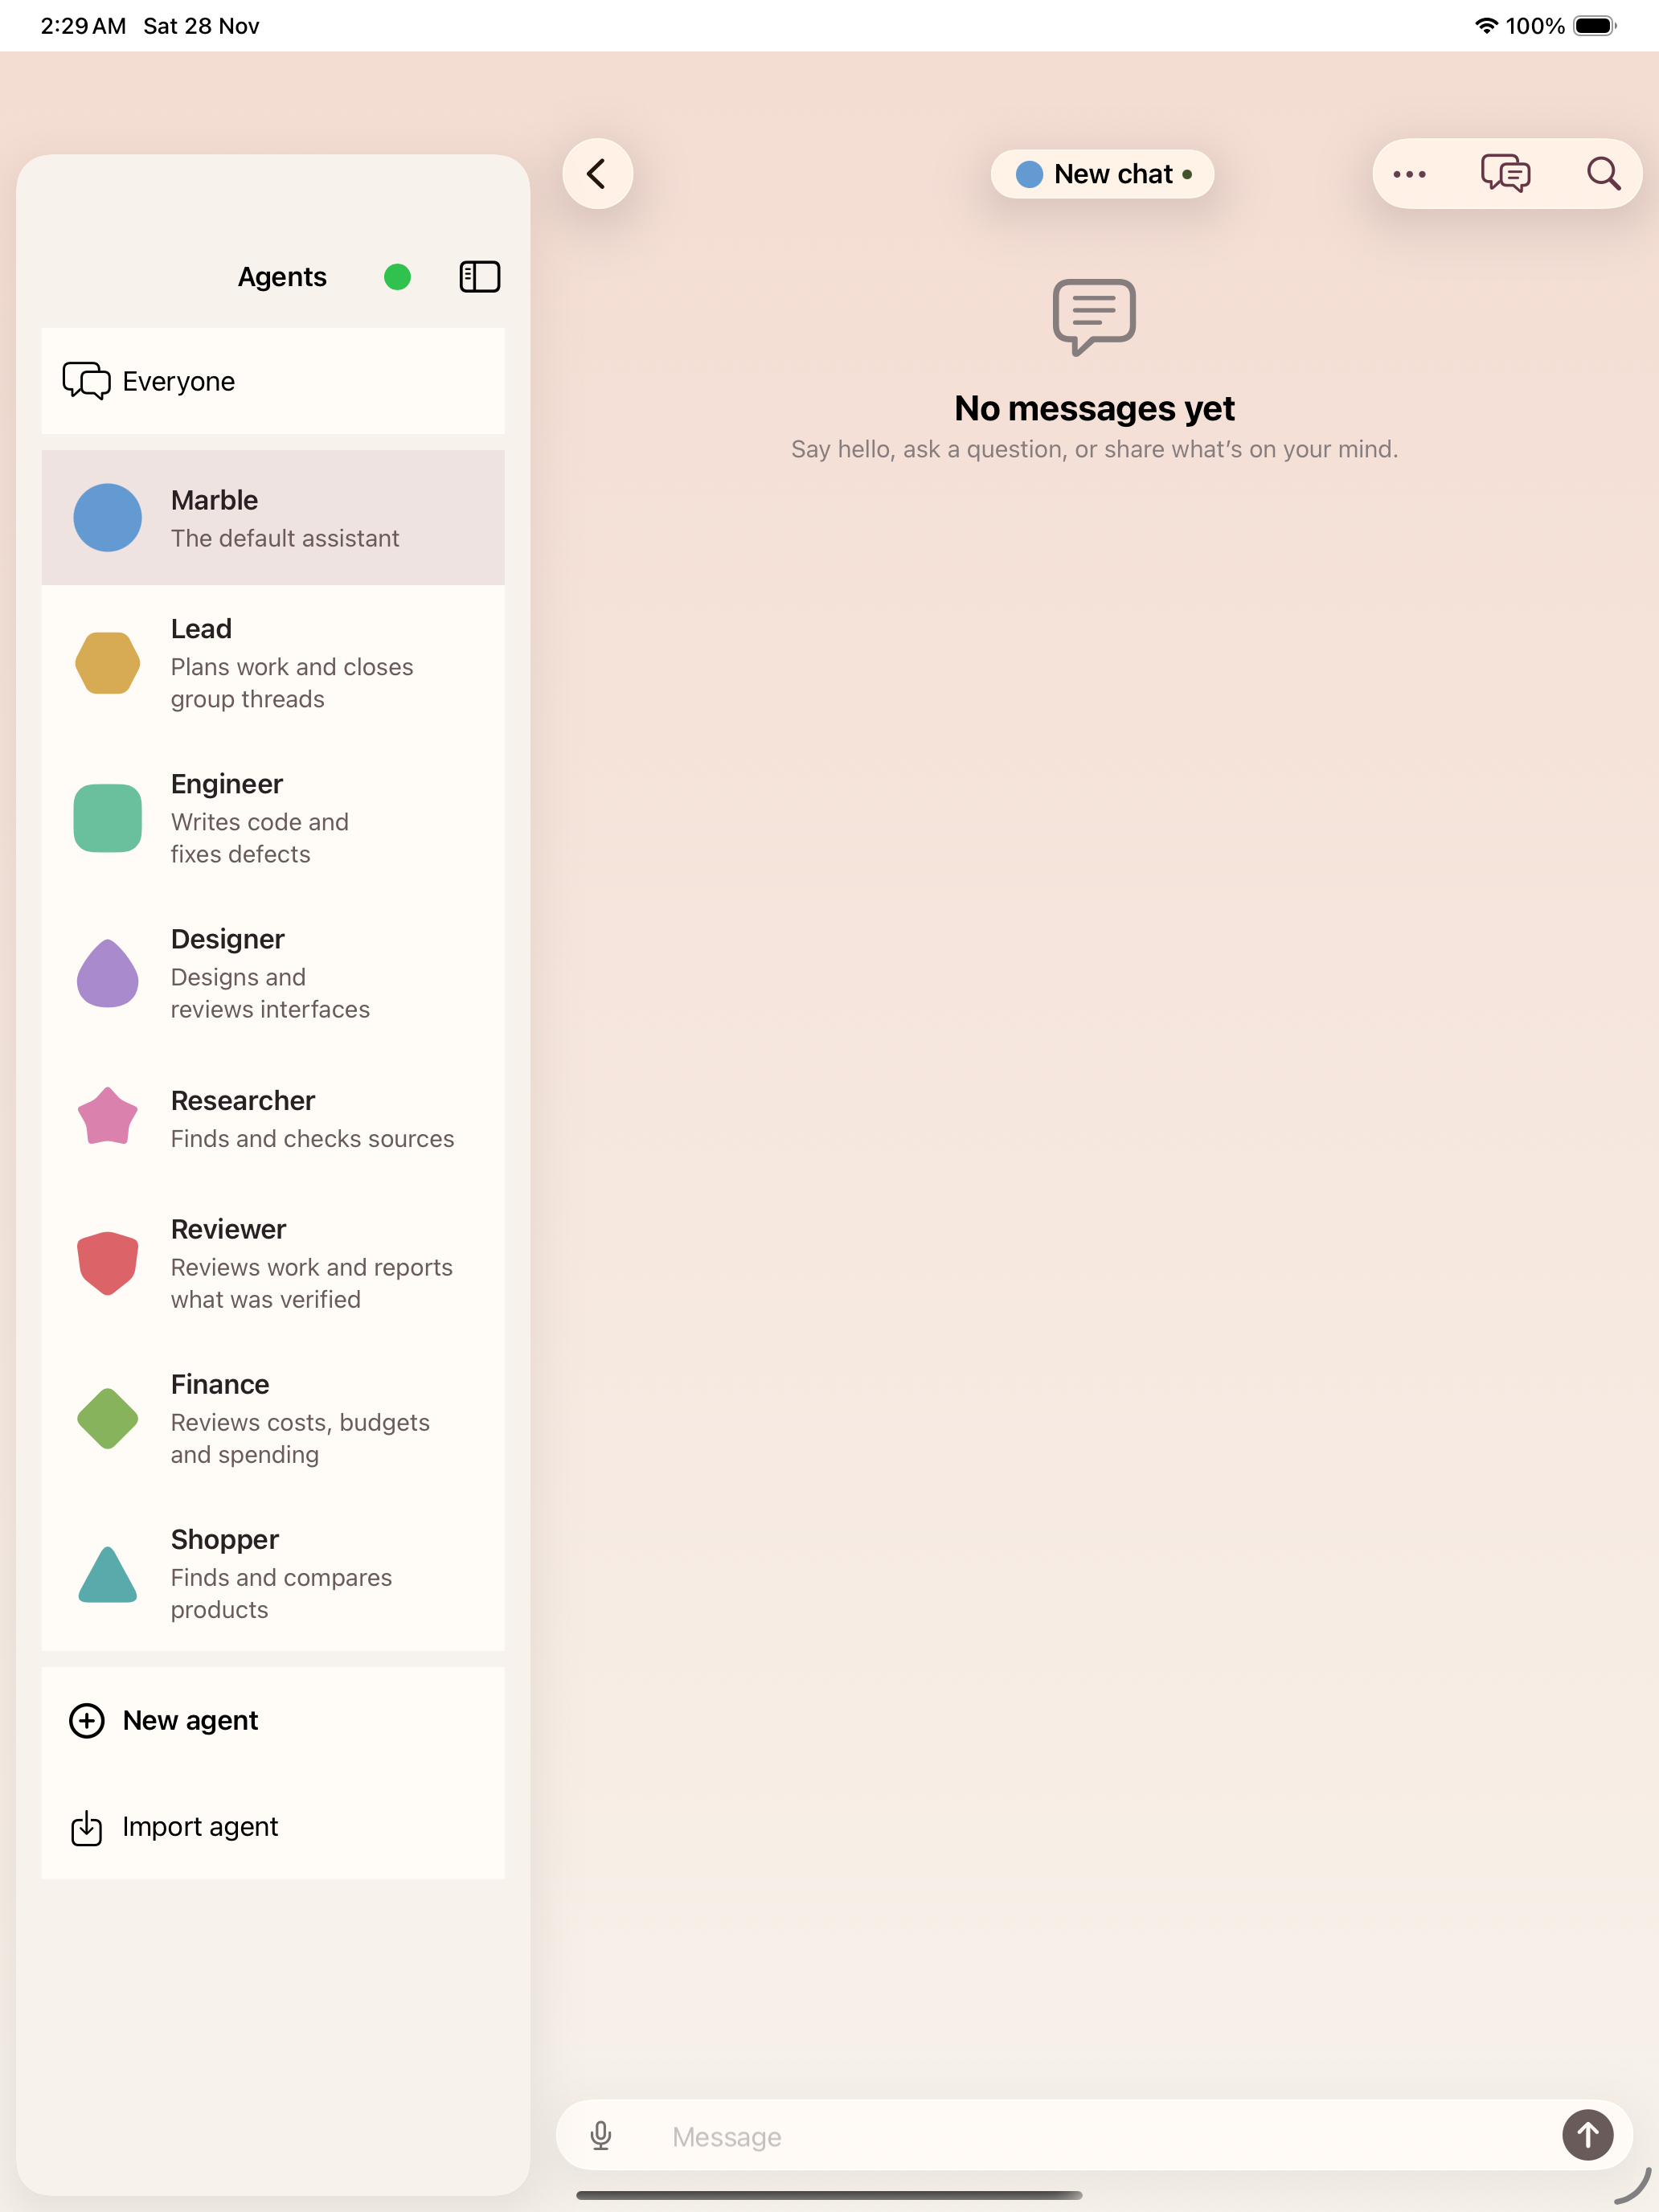 2:29 AM Sat 28 Nov
100%
New chat
Agents
No messages yet
Say hello, ask a question, or share what’s on your mind.
Everyone
Marble
The default assistant
Lead
Plans work and closes
group threads
Engineer
Writes code and
fixes defects
Designer
Designs and
reviews interfaces
Researcher
Finds and checks sources
Reviewer
Reviews work and reports
what was verified
Finance
Reviews costs, budgets
and spending
Shopper
Finds and compares
products
New agent
Import agent
Message